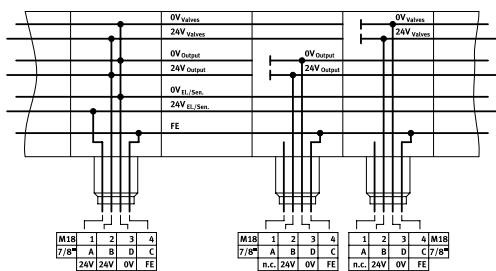 0V Valves
0V Valves
24V Valves
24V Valves
0V Output
0V Output
24V Output
24V Output
0V El./Sen.
24V El./Sen.
FE
M18 1 2 3 4
7/8" A B D C
24V 24V 0V FE
M18 1 2 3 4
7/8" A B D C
n.c. 24V 0V FE
1 2 3 4 M18
A B D C 7/8"
n.c. 24V 0V FE